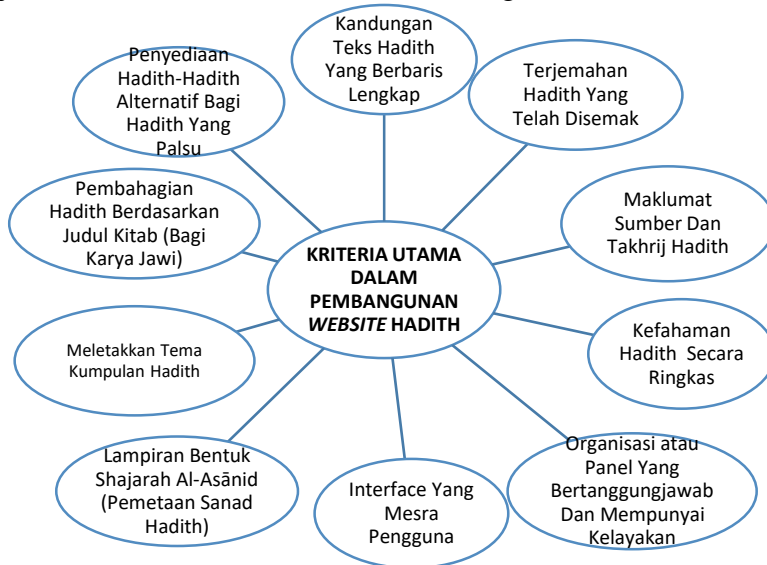 Kandungan
Teks Hadith
Yang Berbaris
Lengkap
Terjemahan
Hadith Yang
Telah Disemak
Maklumat
Sumber Dan
Takhrij Hadith
Kefahaman
Hadith Secara
Ringkas
Organisasi atau
Panel Yang
Bertanggungjawab
Dan Mempunyai
Kelayakan
Interface Yang
Mesra
Pengguna
Lampiran Bentuk
Shajarah Al-Asānid
(Pemetaan Sanad
Hadith)
Meletakkan Tema
Kumpulan Hadith
Pembahagian
Hadith Berdasarkan
Judul Kitab (Bagi
Karya Jawi)
Penyediaan
Hadith-Hadith
Alternatif Bagi
Hadith Yang
Palsu
KRITERIA UTAMA
DALAM
PEMBANGUNAN
WEBSITE HADITH